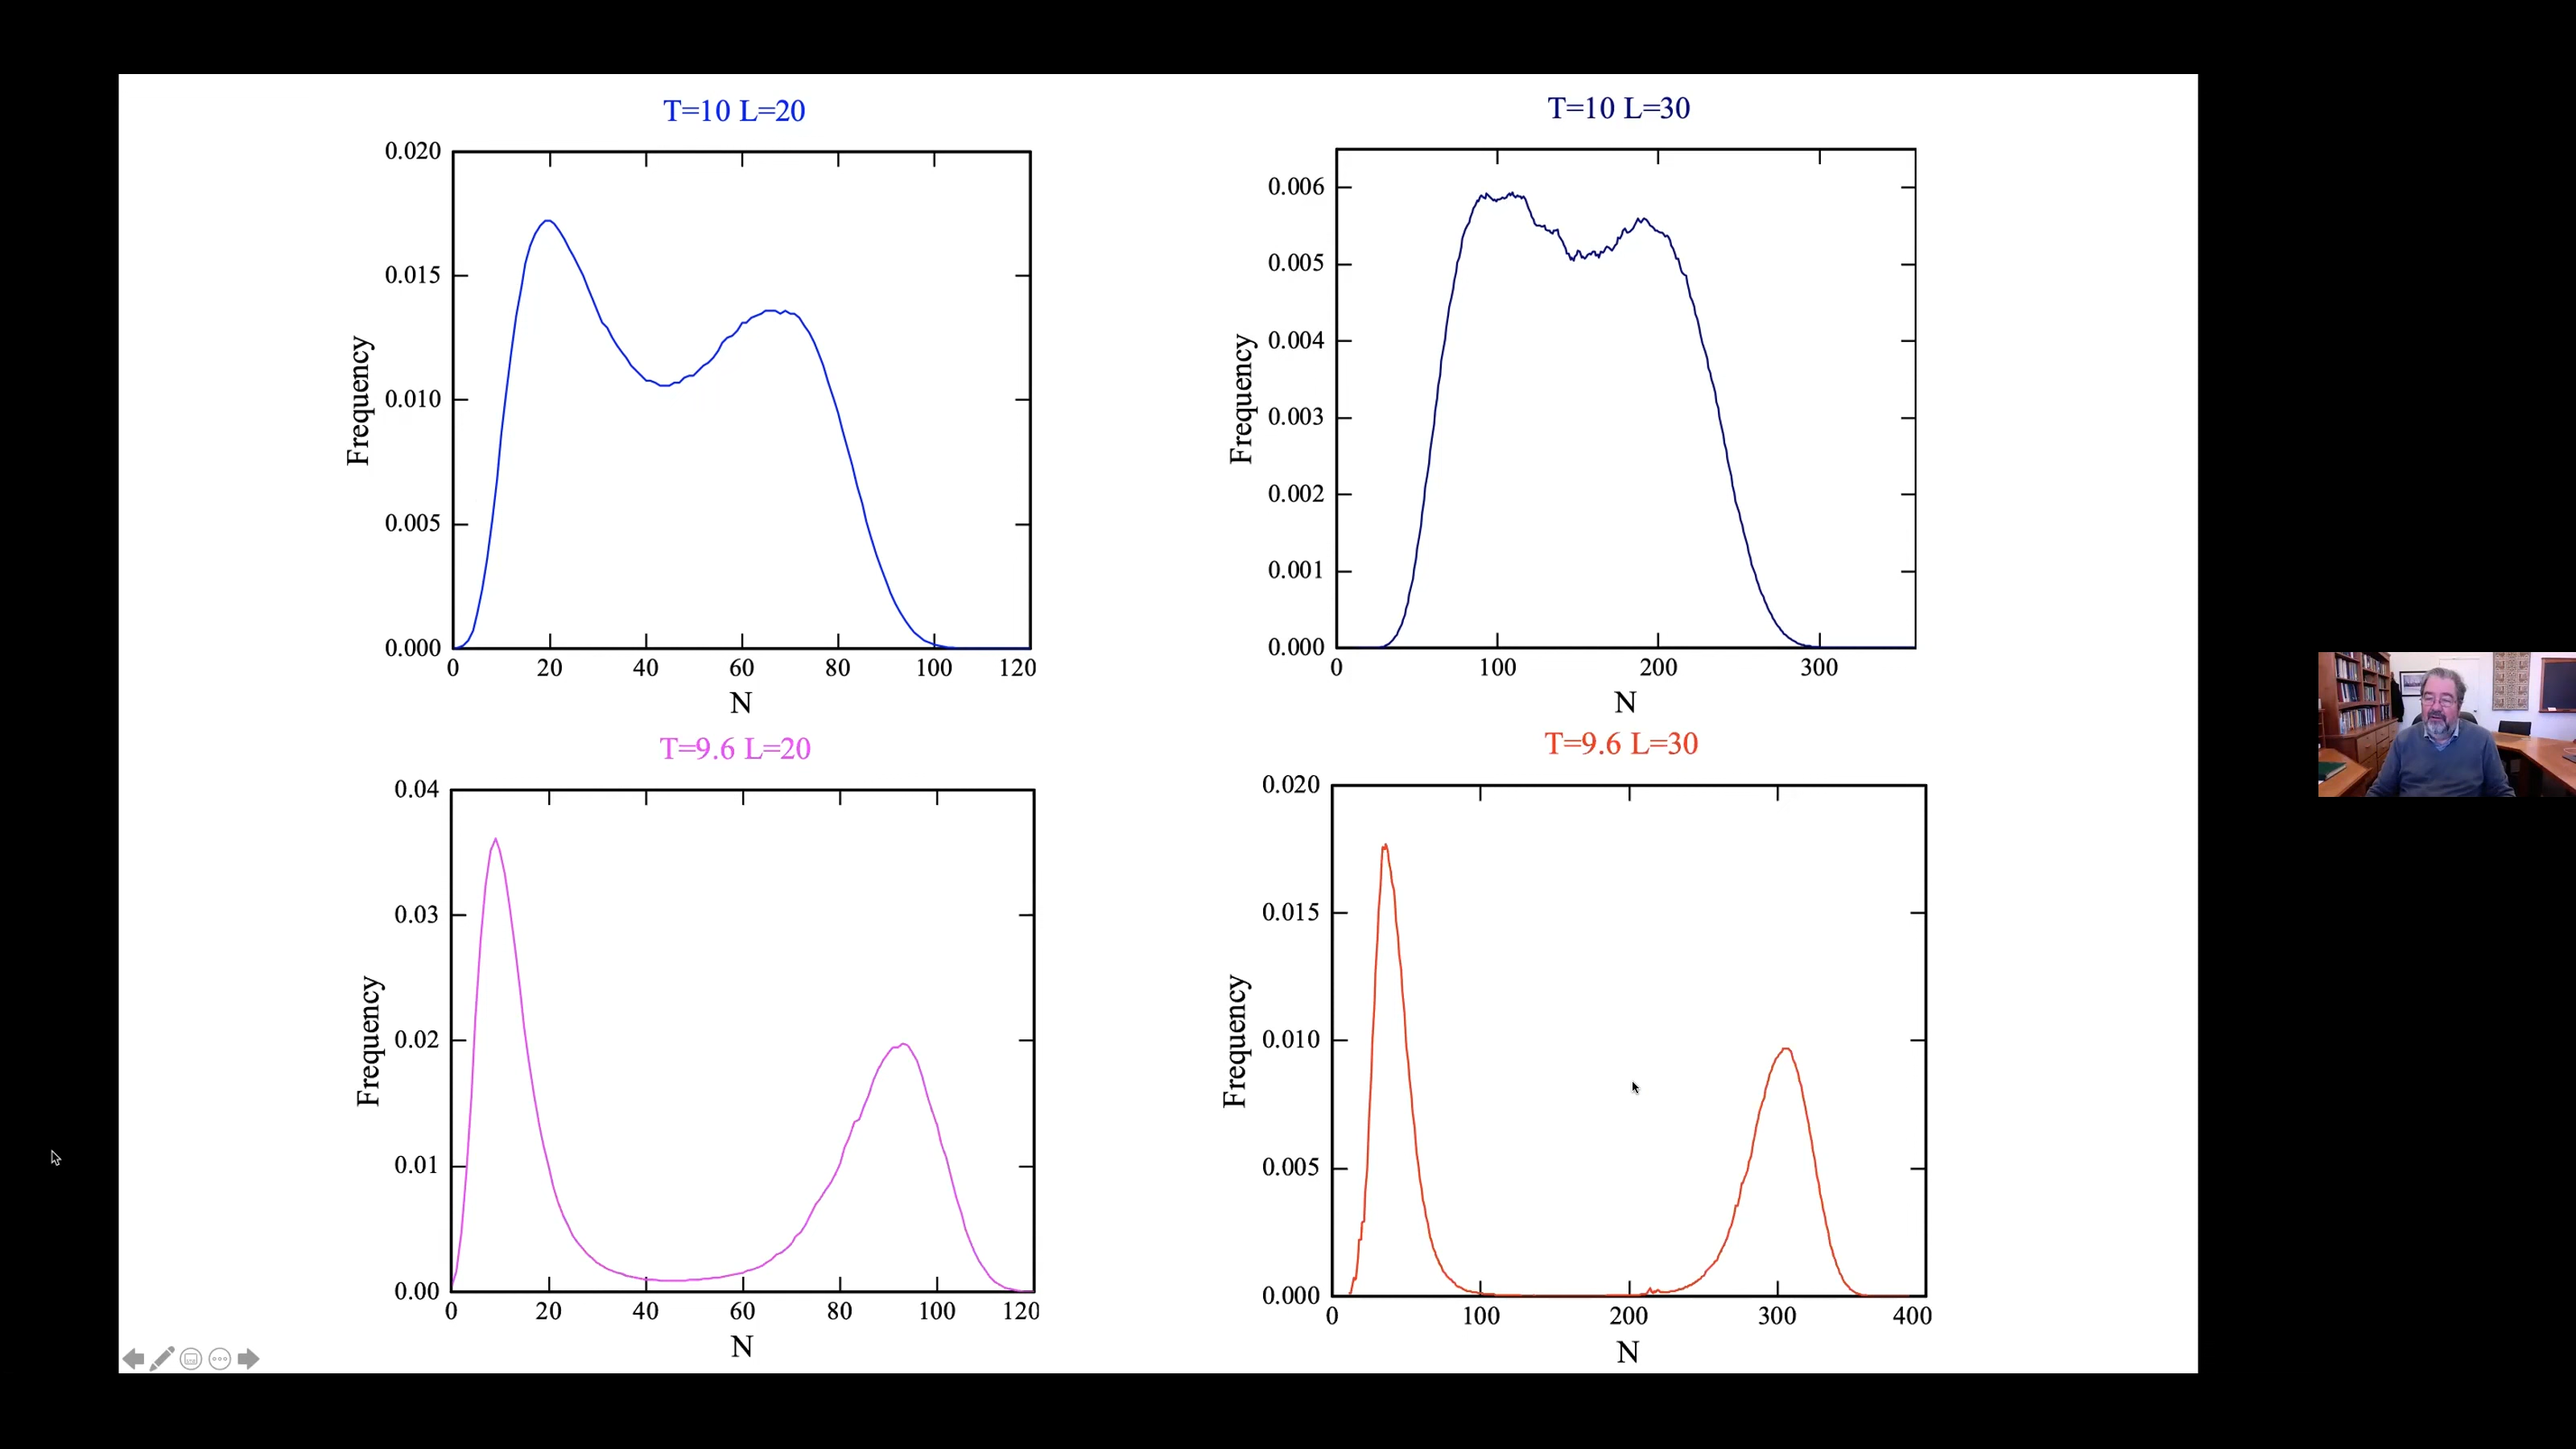 T=10 L=20
0.020
0.015
0.010
0.005
0.000
0 20 40 60 80 100 120
Frequency
N
T=10 L=30
0.006
0.005
0.004
0.003
0.002
0.001
0.000
0 100 200 300
Frequency
N
T=9.6 L=20
0.04
0.03
0.02
0.01
0.00
0 20 40 60 80 100 120
Frequency
N
T=9.6 L=30
0.020
0.015
0.010
0.005
0.000
0 100 200 300 400
Frequency
N